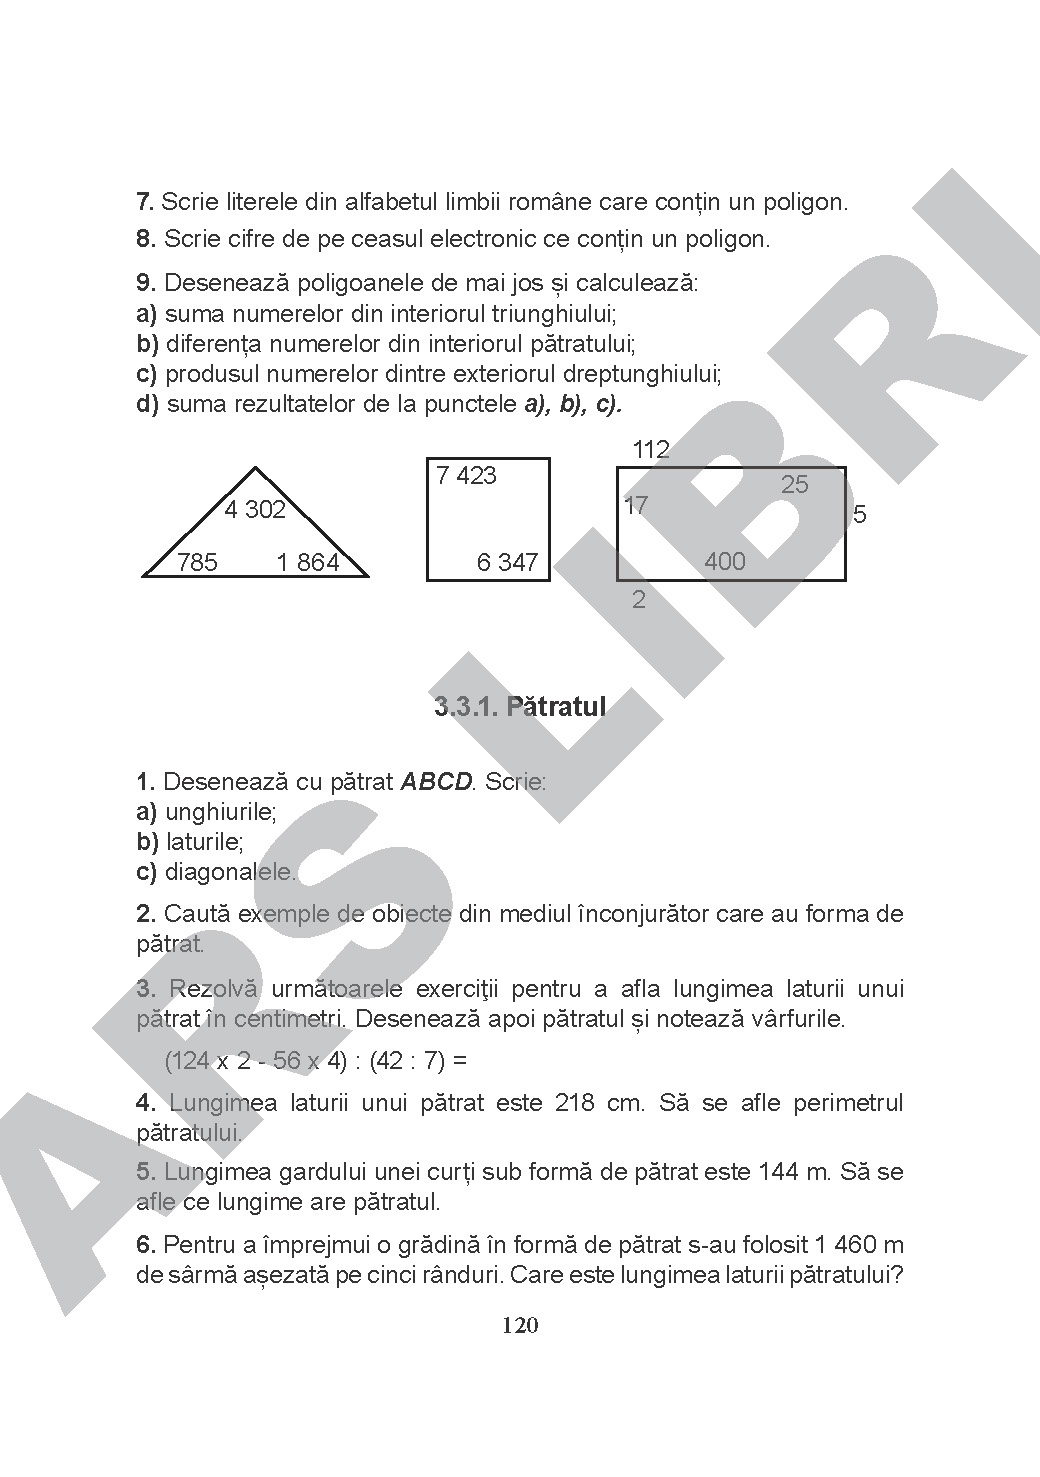 7. Scrie literele din alfabetul limbii române care conțin un poligon.
8. Scrie cifre de pe ceasul electronic ce conțin un poligon.
9. Desenează poligoanele de mai jos și calculează:
a) suma numerelor din interiorul triunghiului;
b) diferența numerelor din interiorul pătratului;
c) produsul numerelor dintre exteriorul dreptunghiului;
d) suma rezultatelor de la punctele a), b), c).
4 302
785 1 864
7 423
6 347
112
25
17
5
400
2
3.3.1. Pătratul
1. Desenează cu pătrat ABCD. Scrie:
a) unghiurile;
b) laturile;
c) diagonalele.
2. Caută exemple de obiecte din mediul înconjurător care au forma de
pătrat.
3. Rezolvă următoarele exerciţii pentru a afla lungimea laturii unui
pătrat în centimetri. Desenează apoi pătratul și notează vârfurile.
(124 x 2 - 56 x 4) : (42 : 7) =
4. Lungimea laturii unui pătrat este 218 cm. Să se afle perimetrul
pătratului.
5. Lungimea gardului unei curți sub formă de pătrat este 144 m. Să se
afle ce lungime are pătratul.
6. Pentru a împrejmui o grădină în formă de pătrat s-au folosit 1 460 m
de sârmă așezată pe cinci rânduri. Care este lungimea laturii pătratului?
120
ARS LIBRI